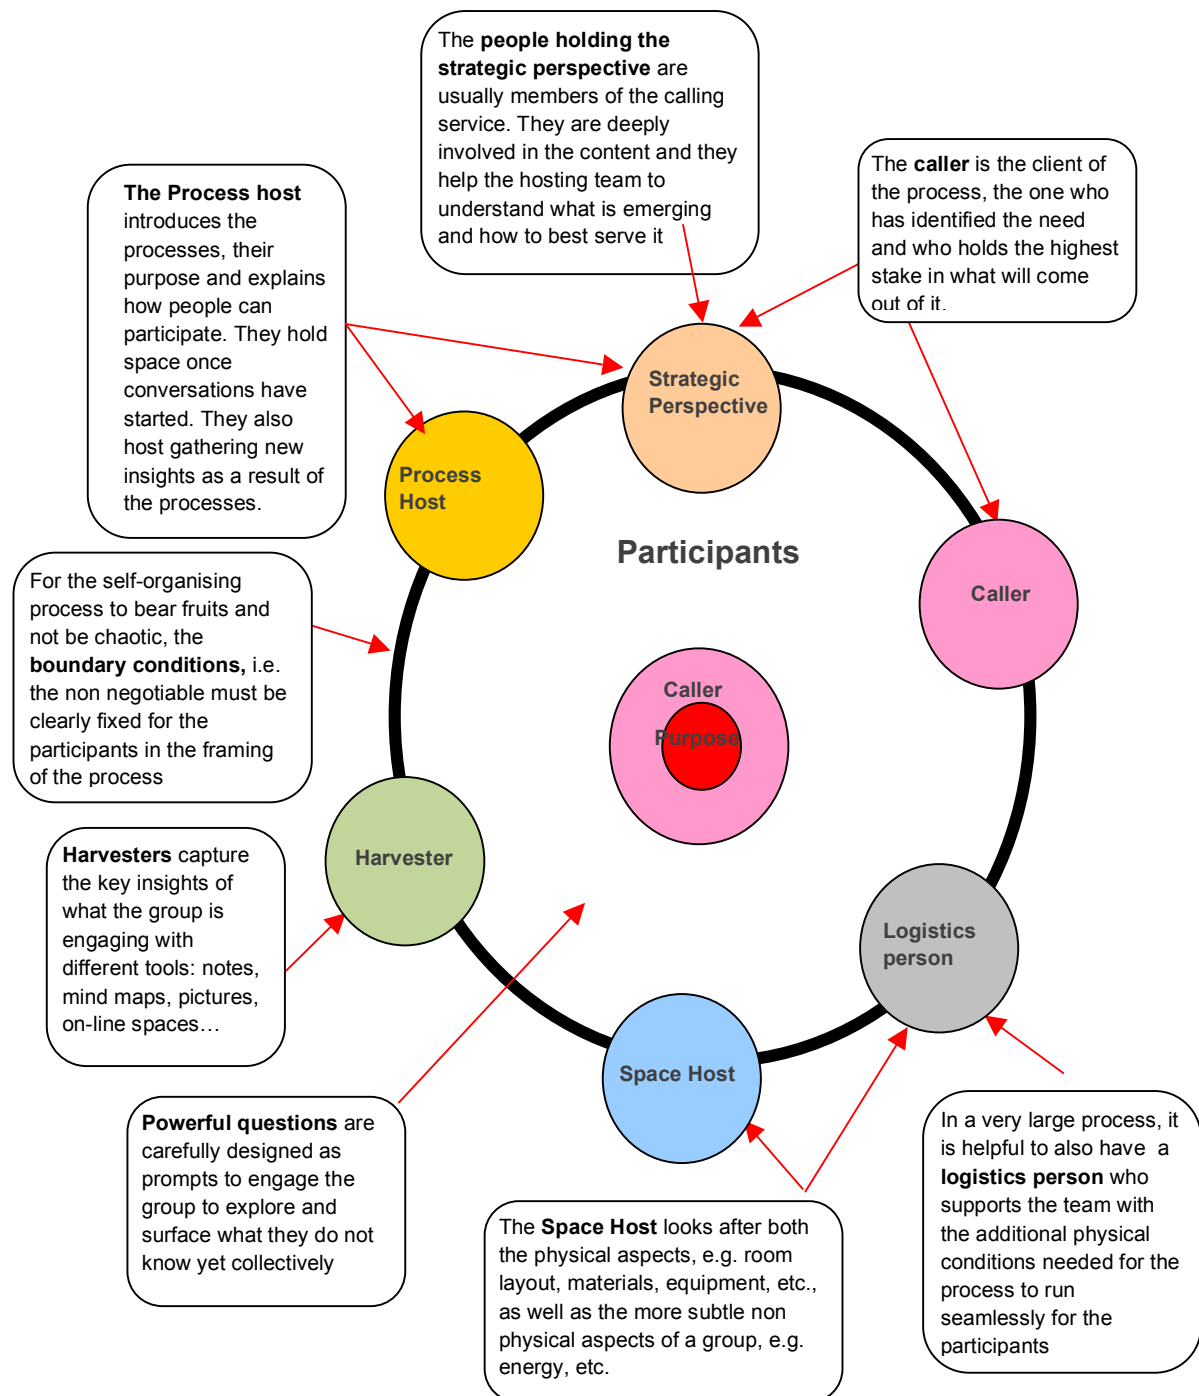 The people holding the
strategic perspective are
usually members of the calling
service. They are deeply
involved in the content and they
help the hosting team to
understand what is emerging
and how to best serve it
The caller is the client of
the process, the one who
has identified the need
and who holds the highest
stake in what will come
out of it.
The Process host
introduces the
processes, their
purpose and explains
how people can
participate. They hold
space once
conversations have
started. They also
host gathering new
insights as a result of
the processes.
Strategic
Perspective
Process
Host
Participants
Caller
For the self-organising
process to bear fruits and
not be chaotic, the
boundary conditions, i.e.
the non negotiable must be
clearly fixed for the
participants in the framing
of the process
Caller
Purpose
Harvester
Harvesters capture
the key insights of
what the group is
engaging with
different tools: notes,
mind maps, pictures,
on-line spaces…
Logistics
person
Space Host
Powerful questions are
carefully designed as
prompts to engage the
group to explore and
surface what they do not
know yet collectively
The Space Host looks after both
the physical aspects, e.g. room
layout, materials, equipment, etc.,
as well as the more subtle non
physical aspects of a group, e.g.
energy, etc.
In a very large process, it
is helpful to also have  a
logistics person who
supports the team with
the additional physical
conditions needed for the
process to run
seamlessly for the
participants